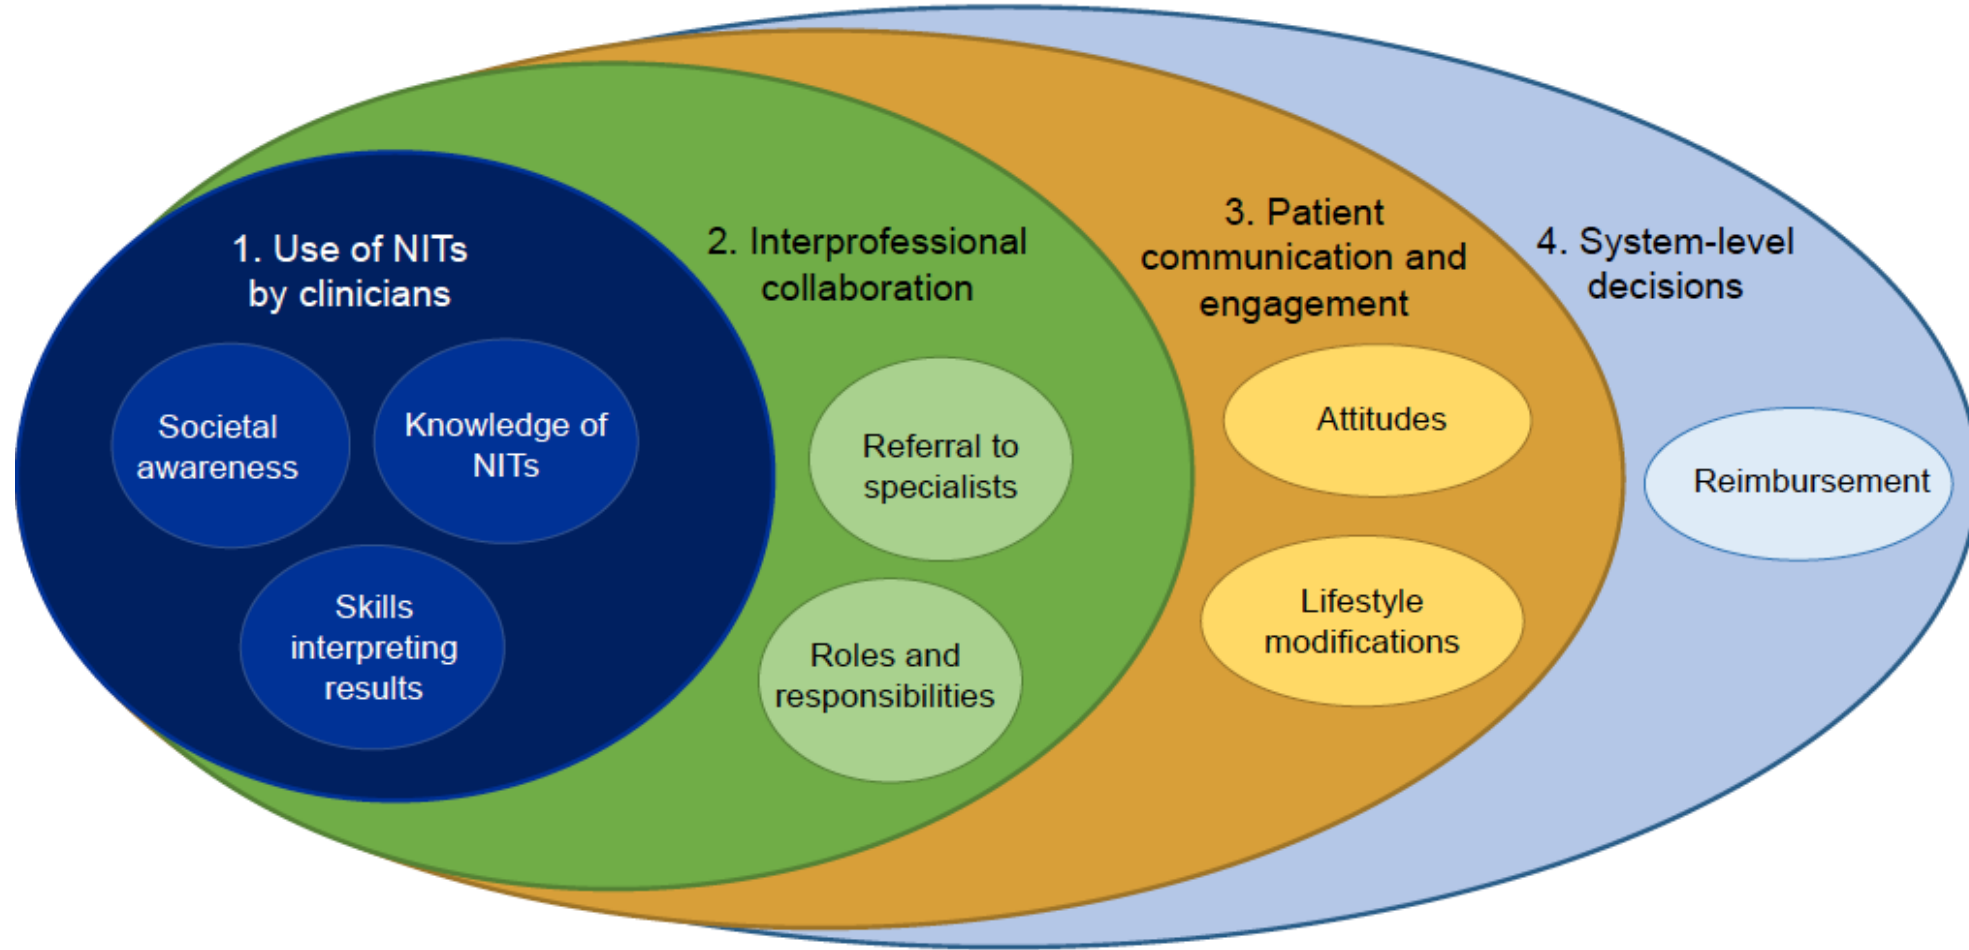 1. Use of NITs
by clinicians
Societal
awareness
Knowledge of
NITs
Skills
interpreting
results
2. Interprofessional
collaboration
Referral to
specialists
Roles and
responsibilities
3. Patient
communication and
engagement
Attitudes
Lifestyle
modifications
4. System-level
decisions
Reimbursement